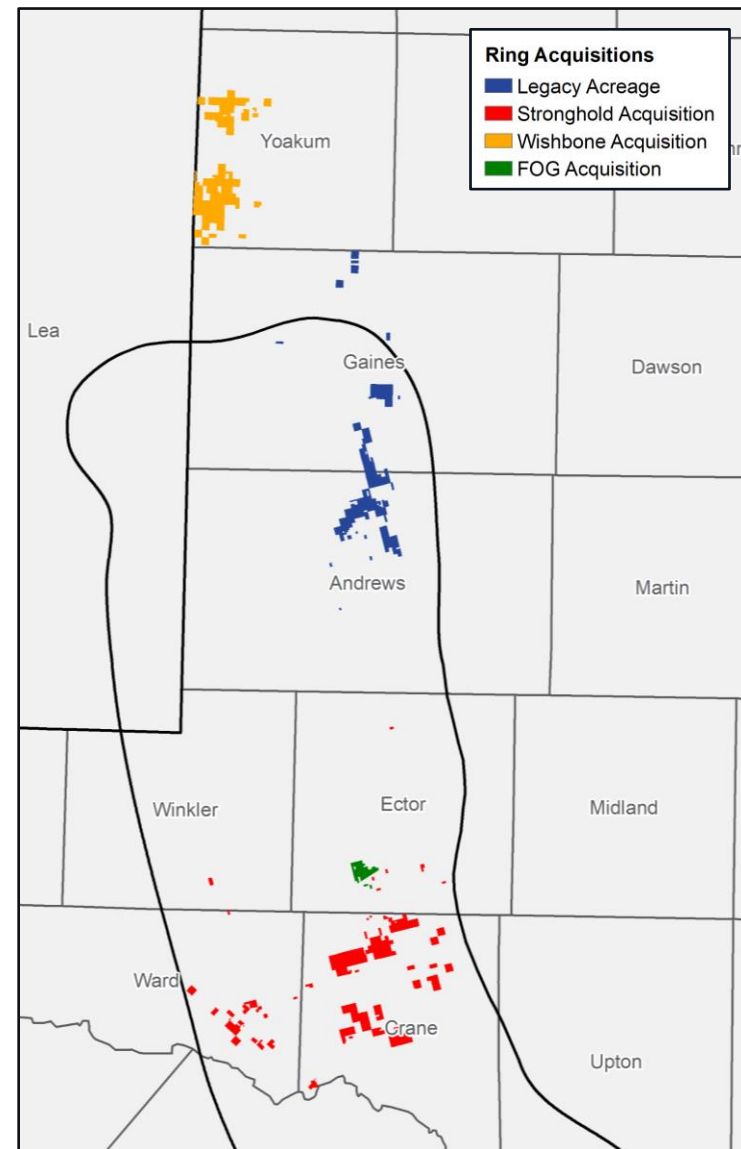 Ring Acquisitions
Legacy Acreage
Stronghold Acquisition
Wishbone Acquisition
FOG Acquisition
Yoakum
Lea
Gaines
Dawson
Andrews
Martin
Winkler
Ector
Midland
Ward
Crane
Upton